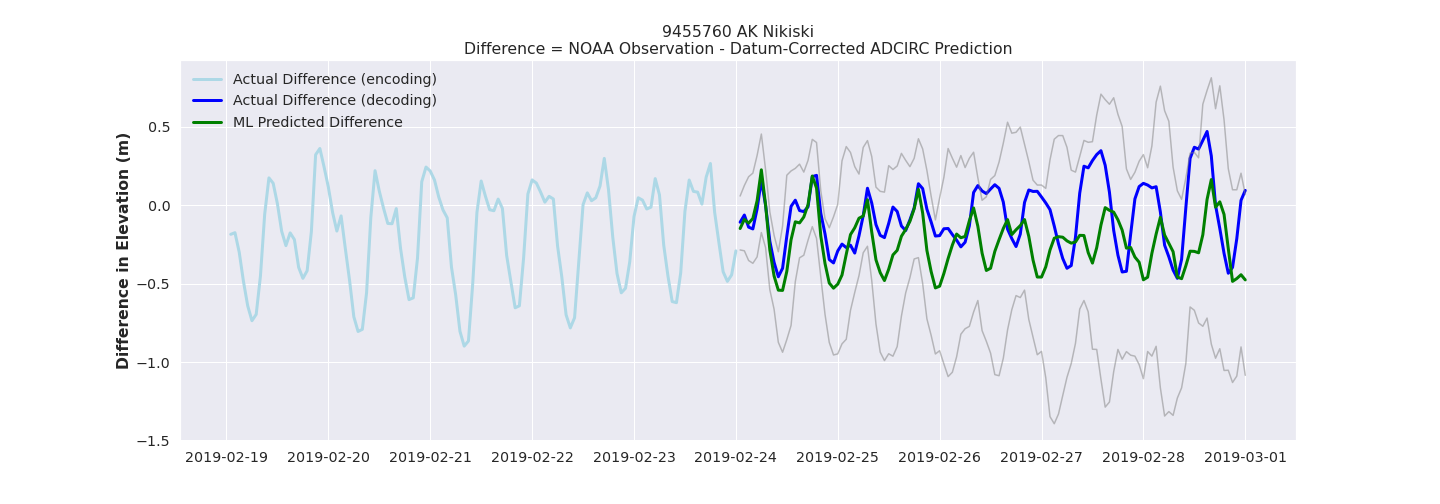 9455760 AK Nikiski
Difference = NOAA Observation - Datum-Corrected ADCIRC Prediction
Actual Difference (encoding)
Actual Difference (decoding)
ML Predicted Difference
Difference in Elevation (m)
0.5
0.0
−0.5
−1.0
−1.5
2019-02-19 2019-02-20 2019-02-21 2019-02-22 2019-02-23 2019-02-24 2019-02-25 2019-02-26 2019-02-27 2019-02-28 2019-03-01